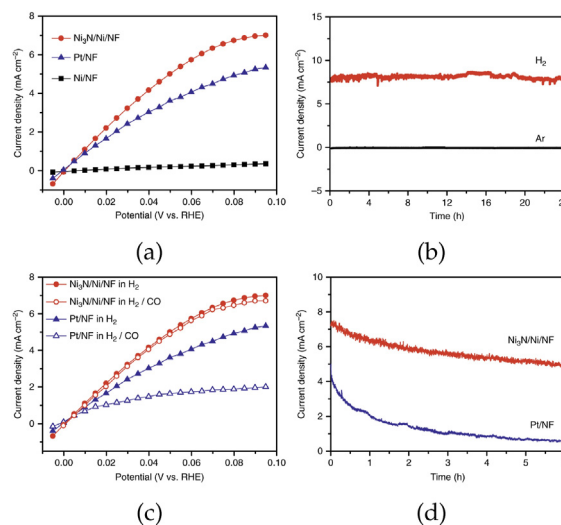 Ni₃N/Ni/NF
Pt/NF
Ni/NF
Current density (mA cm⁻²)
8
6
4
2
0
0.00 0.02 0.04 0.06 0.08 0.10
Potential (V vs. RHE)
(a)
H₂
Ar
Current density (mA cm⁻²)
15
10
5
0
−5
0 4 8 12 16 20 24
Time (h)
(b)
Ni₃N/Ni/NF in H₂
Ni₃N/Ni/NF in H₂ / CO
Pt/NF in H₂
Pt/NF in H₂ / CO
Current density (mA cm⁻²)
8
6
4
2
0
0.00 0.02 0.04 0.06 0.08 0.10
Potential (V vs. RHE)
(c)
Ni₃N/Ni/NF
Pt/NF
Current density (mA cm⁻²)
10
8
6
4
2
0
0 1 2 3 4 5
Time (h)
(d)